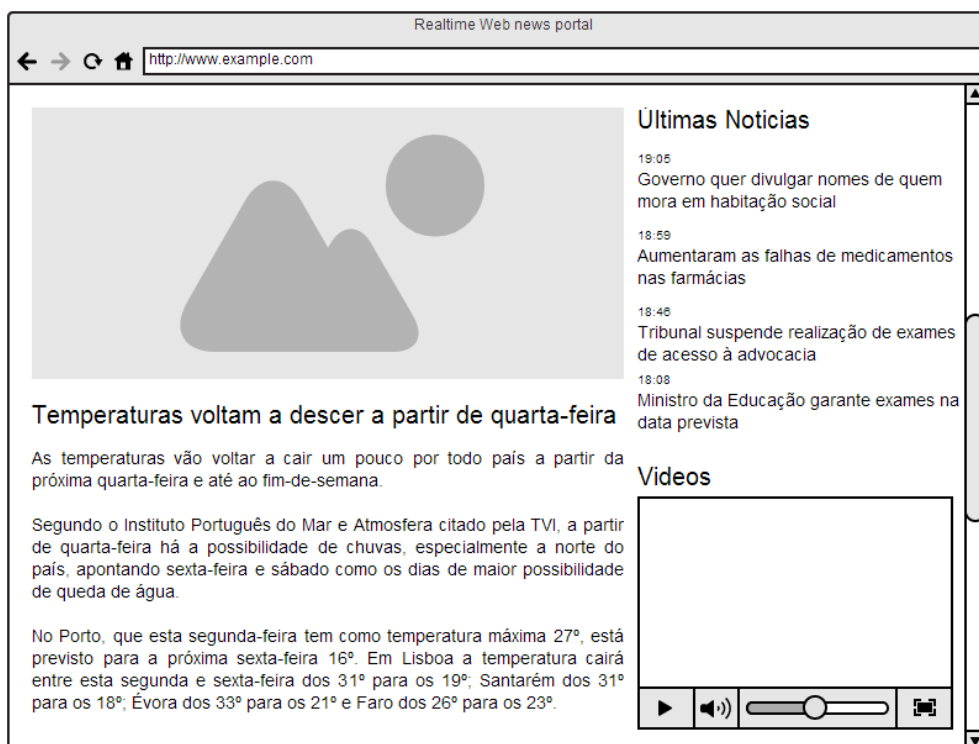 Realtime Web news portal
http://www.example.com
Temperaturas voltam a descer a partir de quarta-feira
As temperaturas vão voltar a cair um pouco por todo país a partir da
próxima quarta-feira e até ao fim-de-semana.
Segundo o Instituto Português do Mar e Atmosfera citado pela TVI, a partir
de quarta-feira há a possibilidade de chuvas, especialmente a norte do
país, apontando sexta-feira e sábado como os dias de maior possibilidade
de queda de água.
No Porto, que esta segunda-feira tem como temperatura máxima 27º, está
previsto para a próxima sexta-feira 16º. Em Lisboa a temperatura cairá
entre esta segunda e sexta-feira dos 31º para os 19º; Santarém dos 31º
para os 18º; Évora dos 33º para os 21º e Faro dos 26º para os 23º.
Últimas Noticias
19:05
Governo quer divulgar nomes de quem
mora em habitação social
18:59
Aumentaram as falhas de medicamentos
nas farmácias
18:46
Tribunal suspende realização de exames
de acesso à advocacia
18:08
Ministro da Educação garante exames na
data prevista
Videos